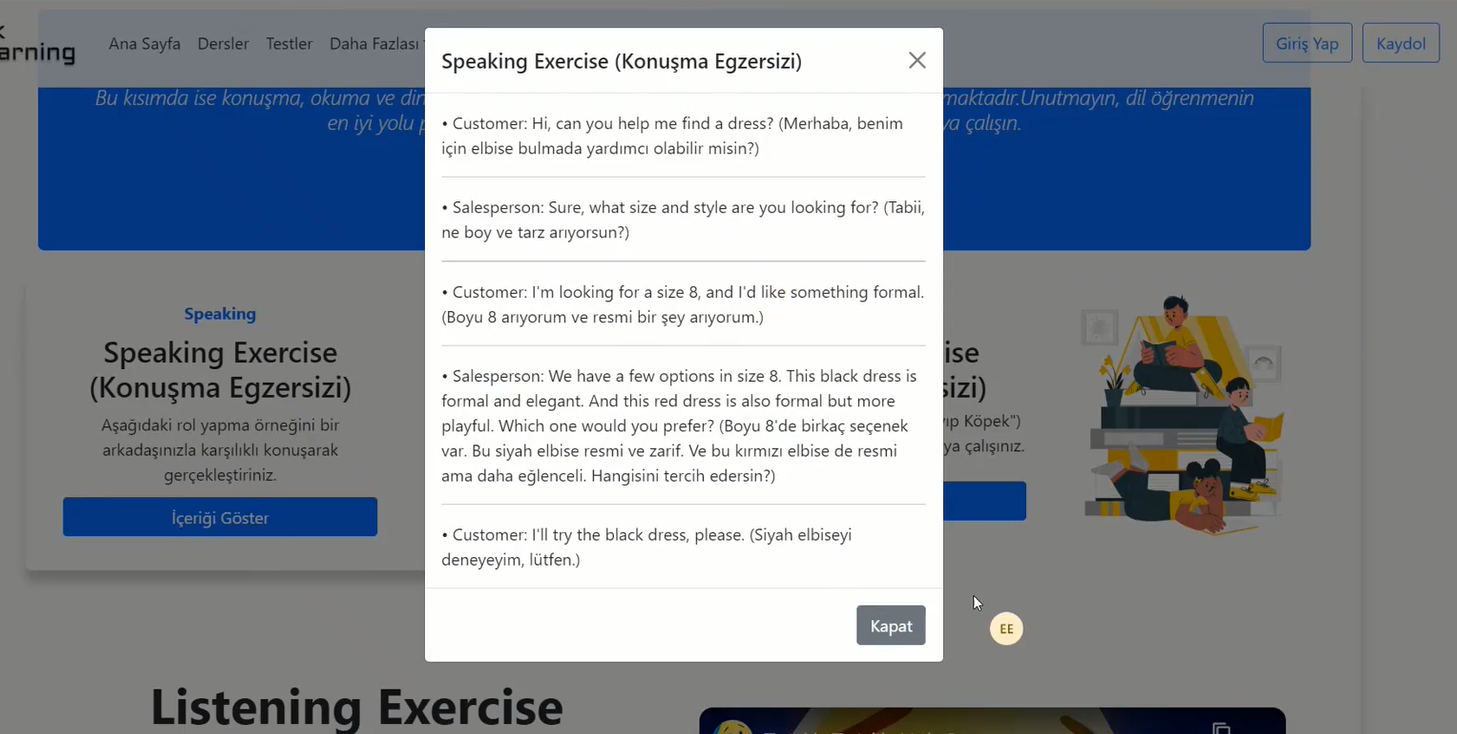 arning
Ana Sayfa Dersler Testler Daha Fazlası
Giriş Yap
Kaydol
Bu kısımda ise konuşma, okuma ve
maktadır.Unutmayın, dil öğrenmenin
en iyi yolu
ya çalışın.
Speaking Exercise (Konuşma Egzersizi)
• Customer: Hi, can you help me find a dress? (Merhaba, benim
için elbise bulmada yardımcı olabilir misin?)
• Salesperson: Sure, what size and style are you looking for? (Tabii,
ne boy ve tarz arıyorsun?)
• Customer: I'm looking for a size 8, and I'd like something formal.
(Boyu 8 arıyorum ve resmi bir şey arıyorum.)
• Salesperson: We have a few options in size 8. This black dress is
formal and elegant. And this red dress is also formal but more
playful. Which one would you prefer? (Boyu 8'de birkaç seçenek
var. Bu siyah elbise resmi ve zarif. Ve bu kırmızı elbise de resmi
ama daha eğlenceli. Hangisini tercih edersin?)
• Customer: I'll try the black dress, please. (Siyah elbiseyi
deneyeyim, lütfen.)
Kapat
EE
Speaking
Speaking Exercise
(Konuşma Egzersizi)
Aşağıdaki rol yapma örneğini bir
arkadaşınızla karşılıklı konuşarak
gerçekleştiriniz.
İçeriği Göster
ise
sizi)
yıp Köpek")
ya çalışınız.
Listening Exercise